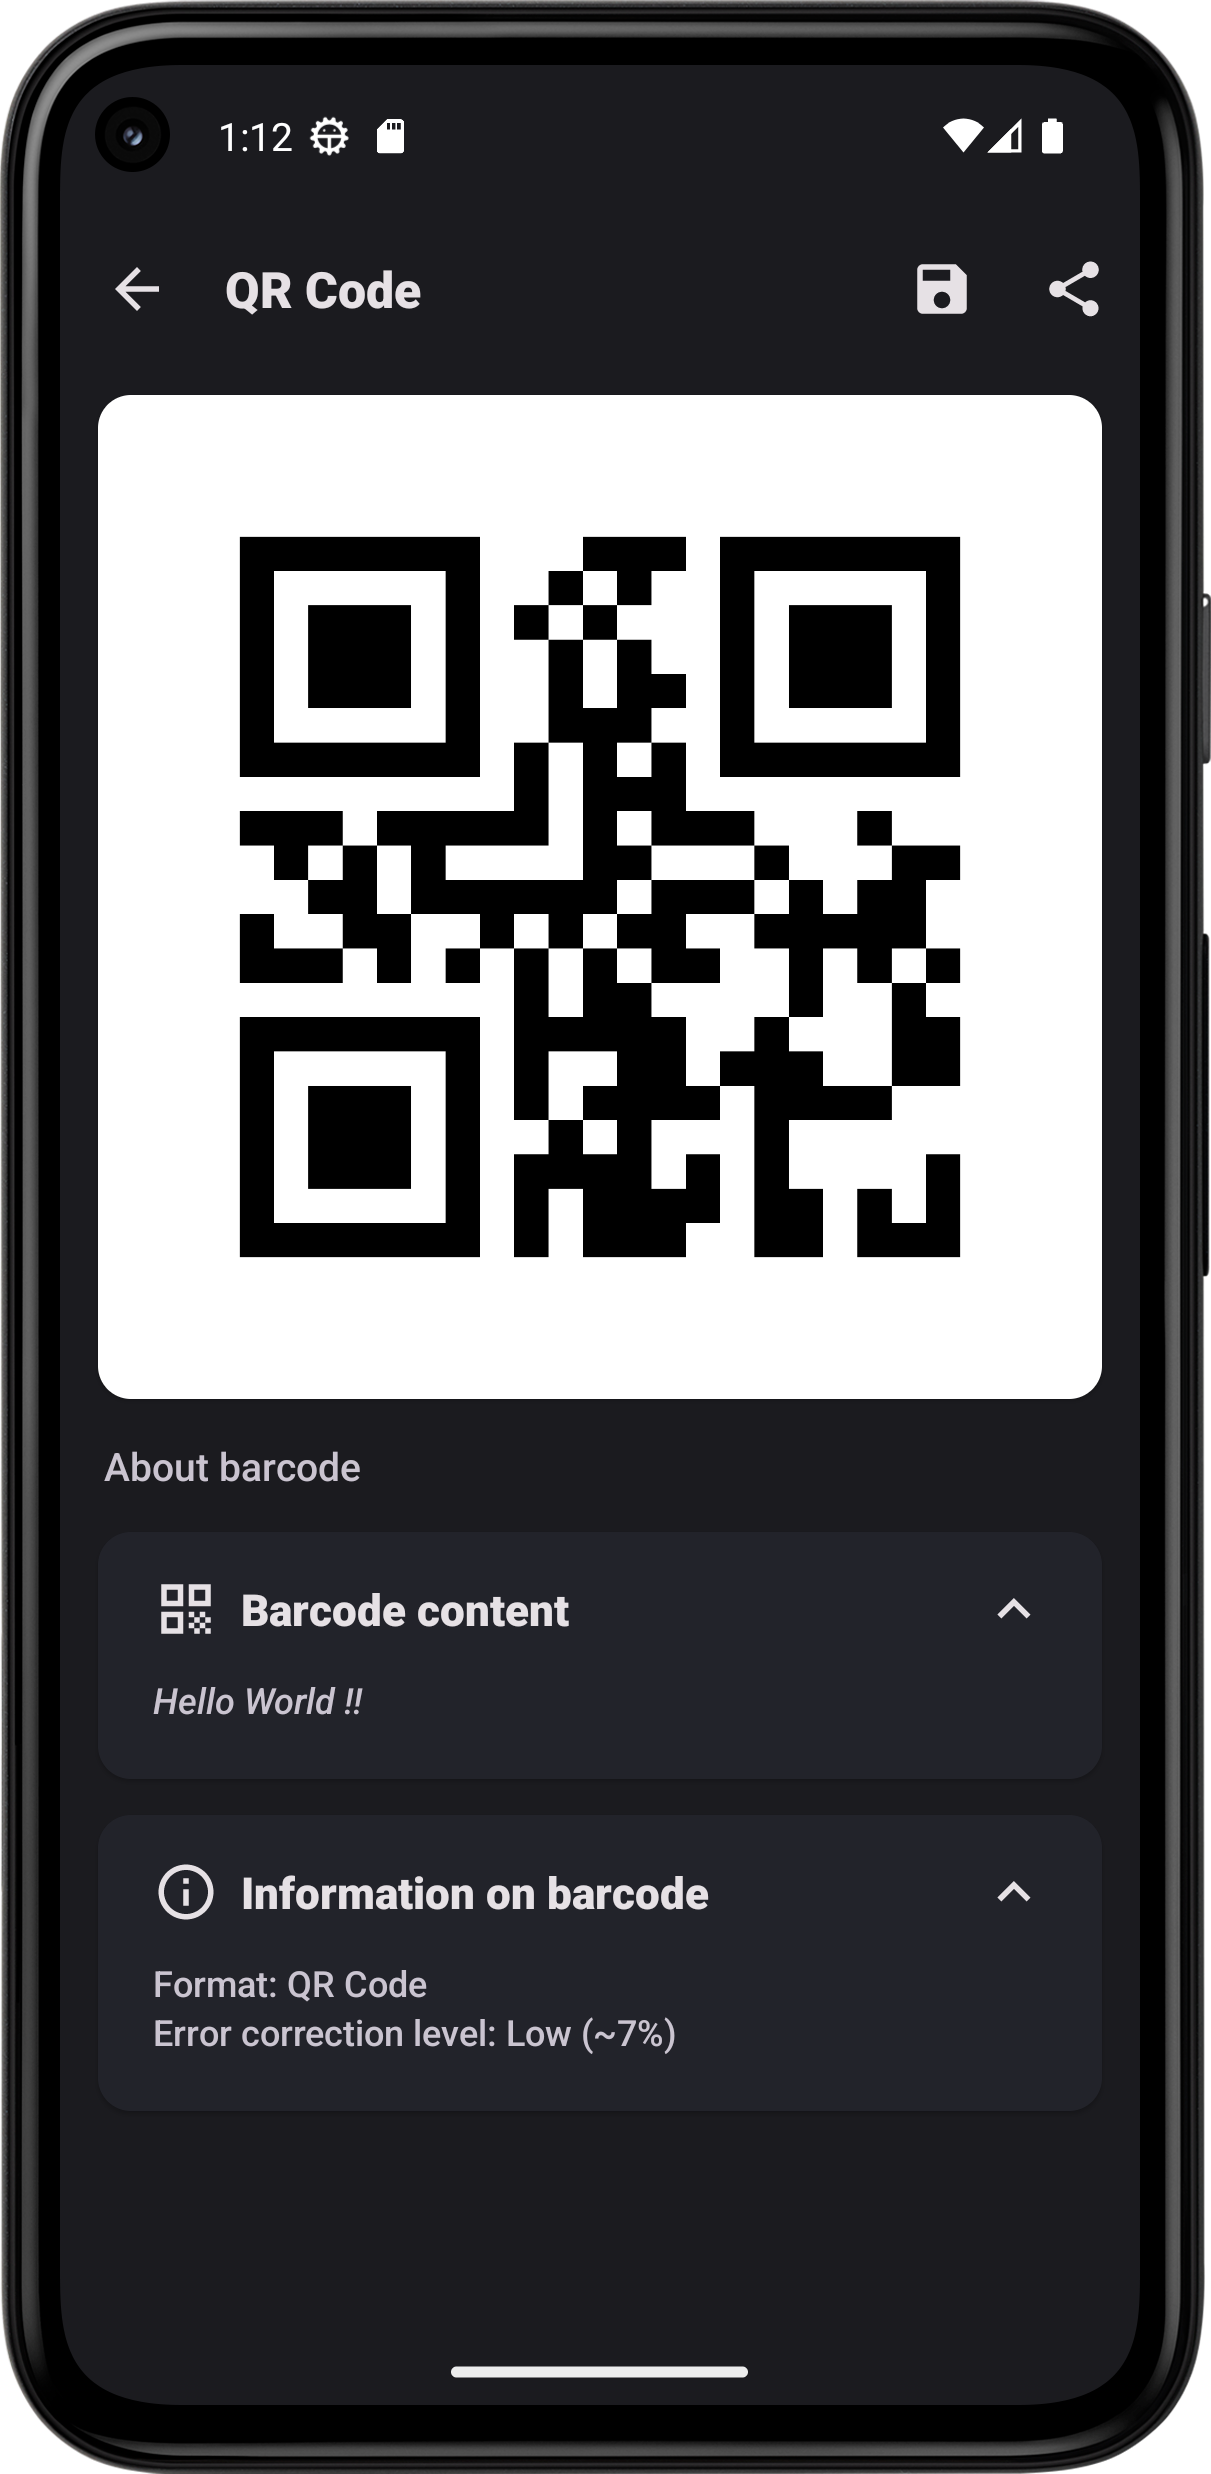 1:12
QR Code
About barcode
Barcode content
Hello World !!
Information on barcode
Format: QR Code
Error correction level: Low (~7%)